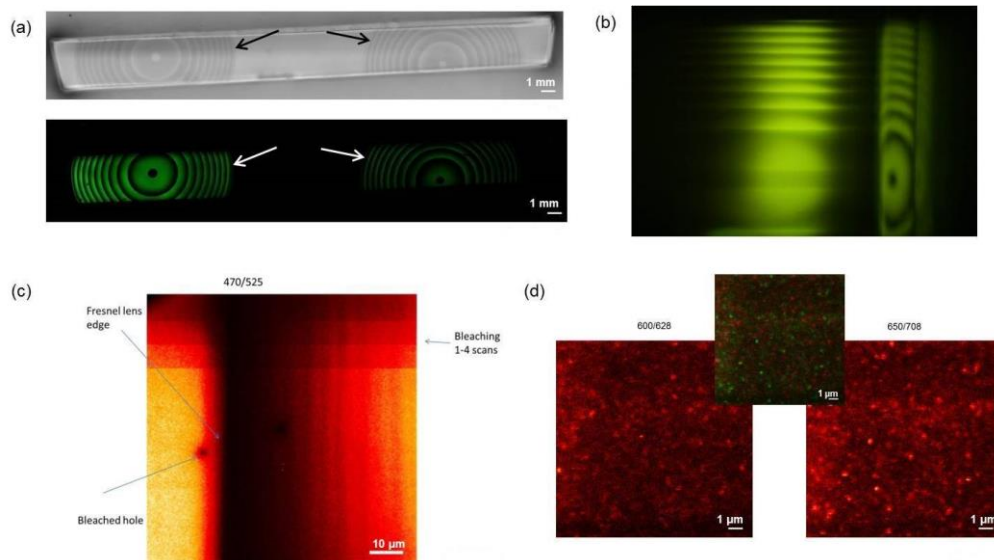 (a)
1 mm
1 mm
(b)
(c)
470/525
Fresnel lens
edge
Bleaching
1-4 scans
Bleached hole
10 µm
(d)
600/628
650/708
1 µm
1 µm
1 µm